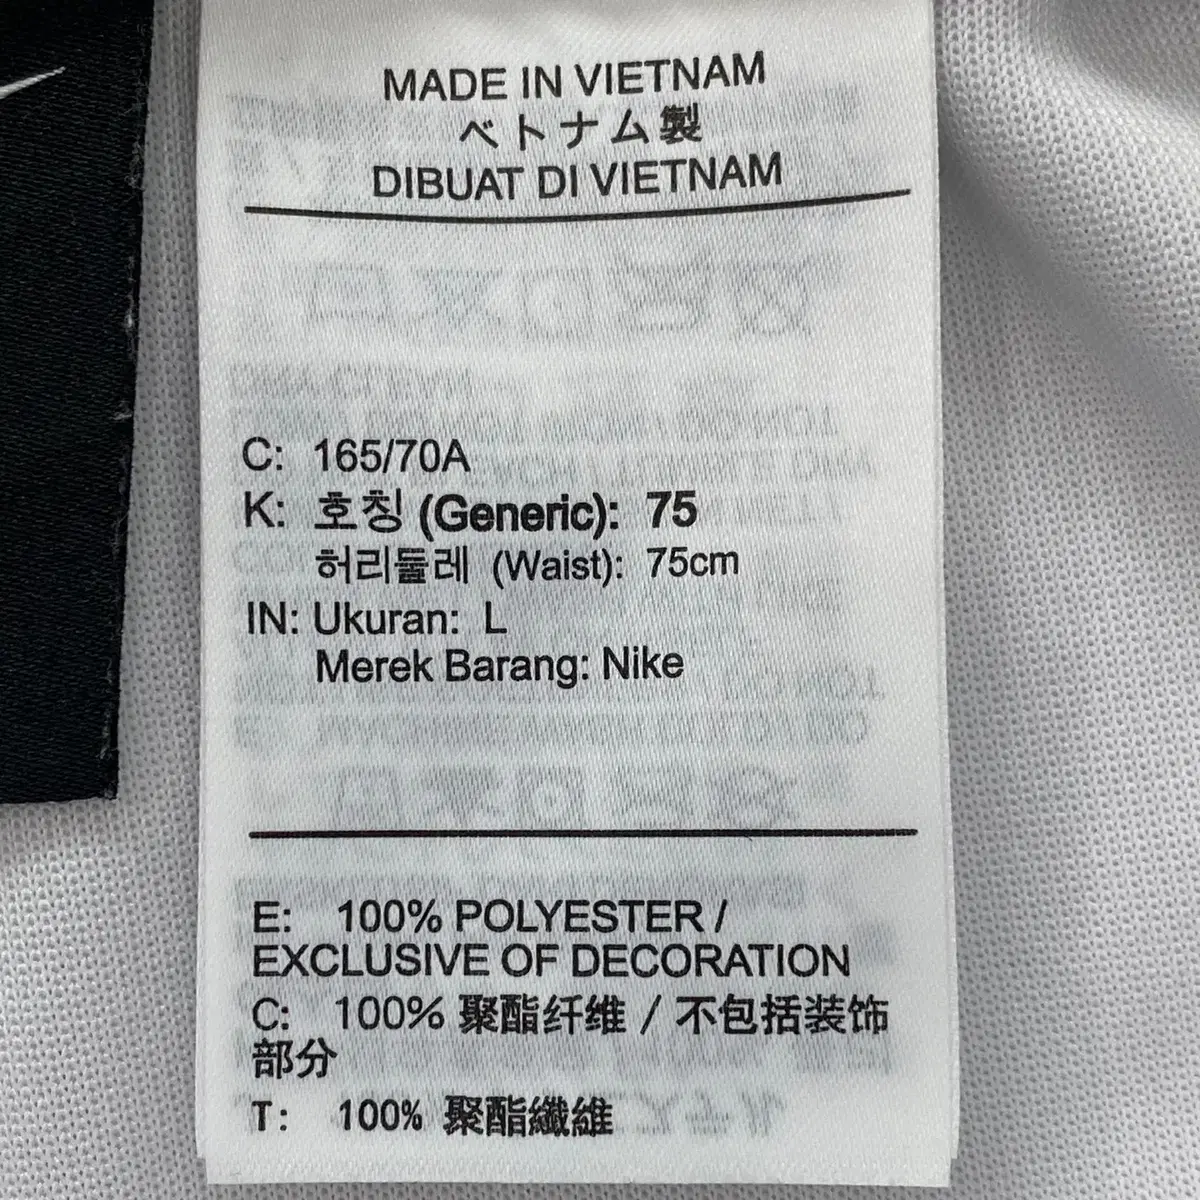 MADE IN VIETNAM
ベトナム製
DIBUAT DI VIETNAM
C: 165/70A
K: 호칭 (Generic): 75
허리둘레 (Waist): 75cm
IN: Ukuran: L
Merek Barang: Nike
E: 100% POLYESTER /
EXCLUSIVE OF DECORATION
C: 100% 聚酯纤维 / 不包括装饰
部分
T: 100% 聚酯纖維